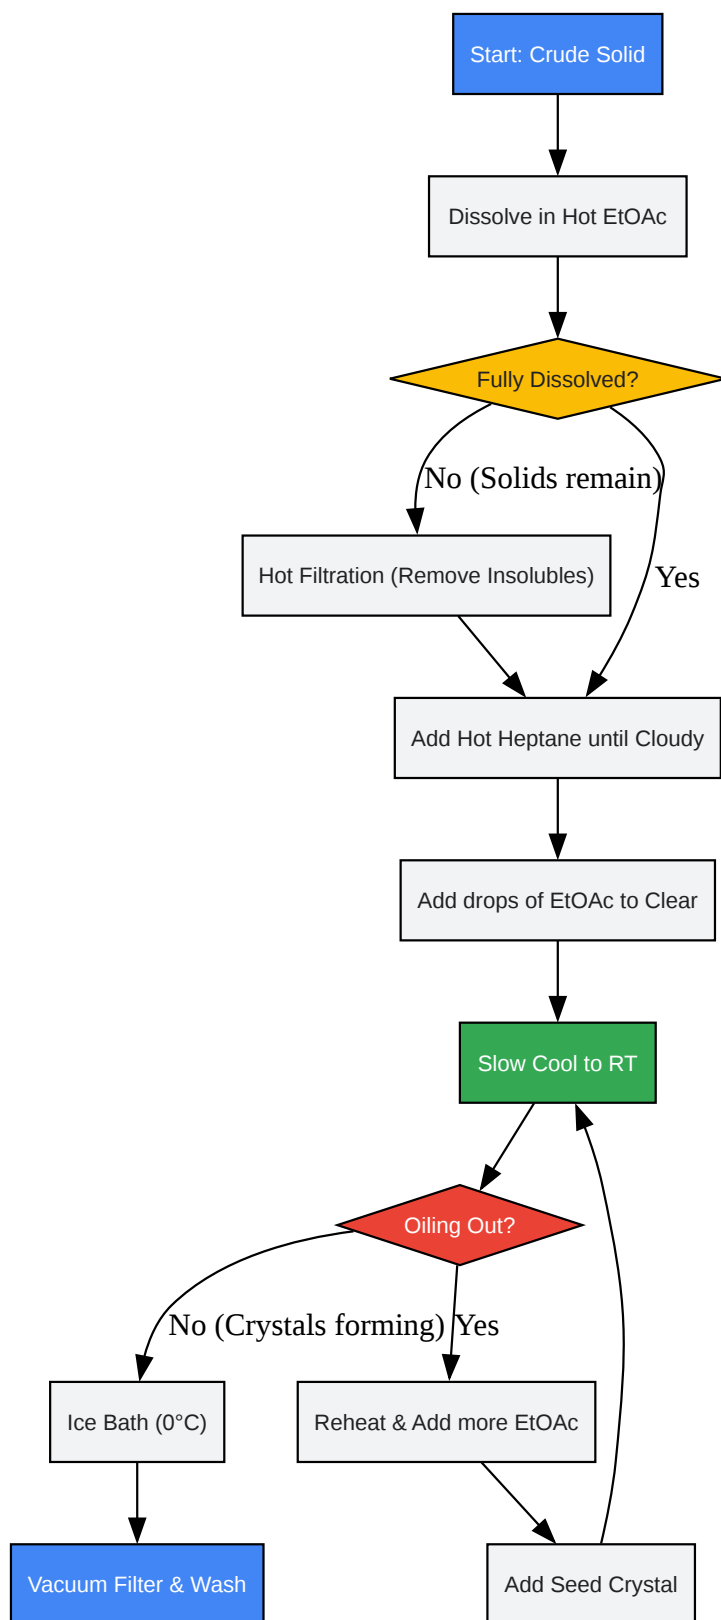 Start: Crude Solid
Dissolve in Hot EtOAc
Fully Dissolved?
No (Solids remain)
Hot Filtration (Remove Insolubles)
Yes
Add Hot Heptane until Cloudy
Add drops of EtOAc to Clear
Slow Cool to RT
Oiling Out?
No (Crystals forming)
Yes
Ice Bath (0°C)
Reheat & Add more EtOAc
Vacuum Filter & Wash
Add Seed Crystal